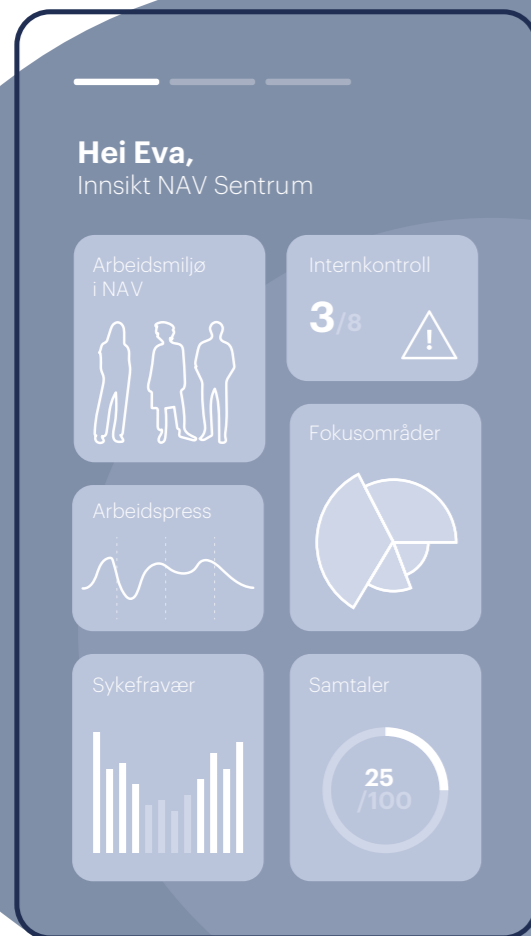 Hei Eva,
Innsikt NAV Sentrum
Arbeidsmiljø
i NAV
Internkontroll
3/8
!
Fokusområder
Arbeidspress
Sykefravær
Samtaler
25
/100